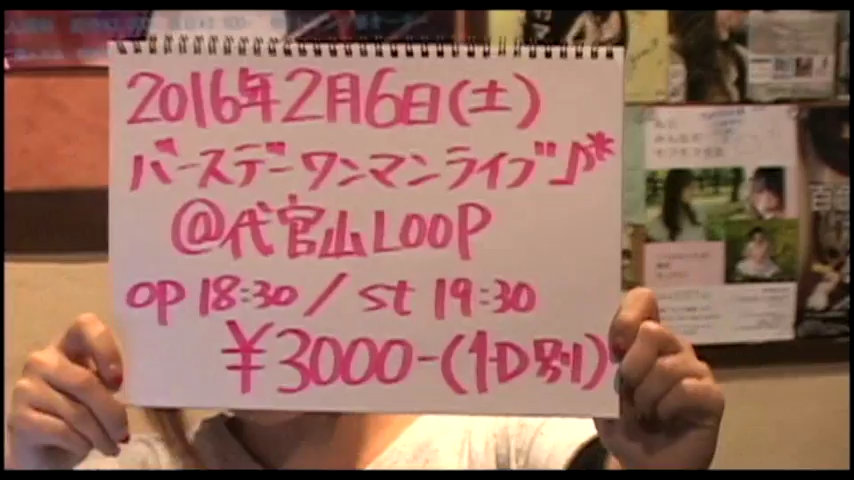 2016年2月6日(土)
バースデーワンマンライブ♪*
@代官山LOOP
op 18:30 / st 19:30
¥3000-(1D別)